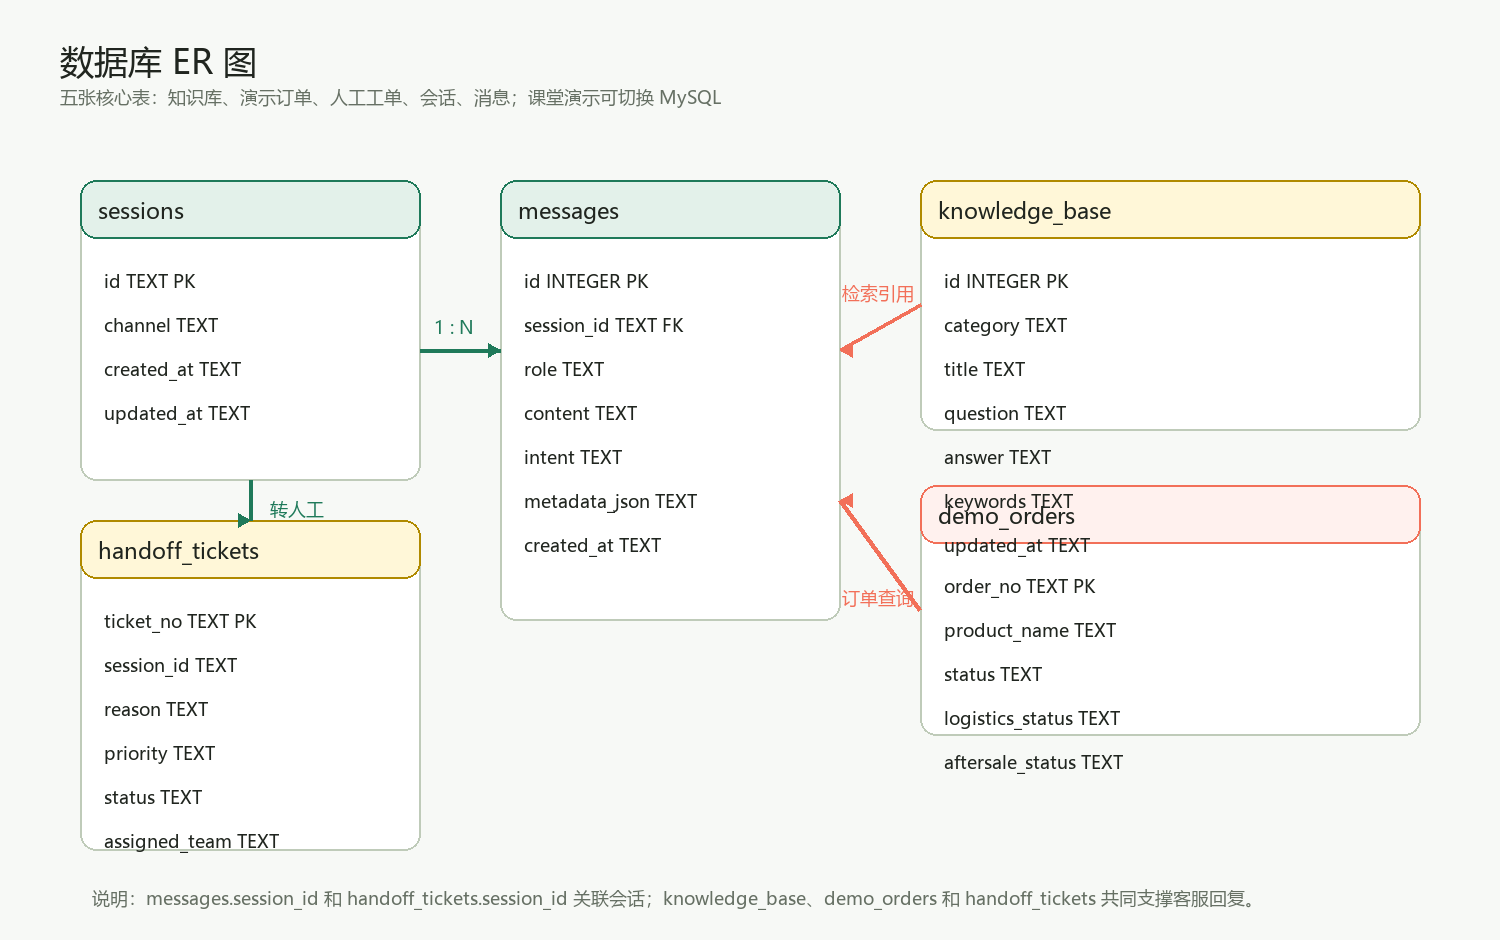 数据库 ER 图
五张核心表：知识库、演示订单、人工工单、会话、消息；课堂演示可切换 MySQL
sessions
id TEXT PK
channel TEXT
created_at TEXT
updated_at TEXT
1 : N
messages
id INTEGER PK
session_id TEXT FK
role TEXT
content TEXT
intent TEXT
metadata_json TEXT
created_at TEXT
检索引用
knowledge_base
id INTEGER PK
category TEXT
title TEXT
question TEXT
answer TEXT
keywords TEXT
updated_at TEXT
转人工
handoff_tickets
ticket_no TEXT PK
session_id TEXT
reason TEXT
priority TEXT
status TEXT
assigned_team TEXT
订单查询
demo_orders
order_no TEXT PK
product_name TEXT
status TEXT
logistics_status TEXT
aftersale_status TEXT
说明：messages.session_id 和 handoff_tickets.session_id 关联会话；knowledge_base、demo_orders 和 handoff_tickets 共同支撑客服回复。